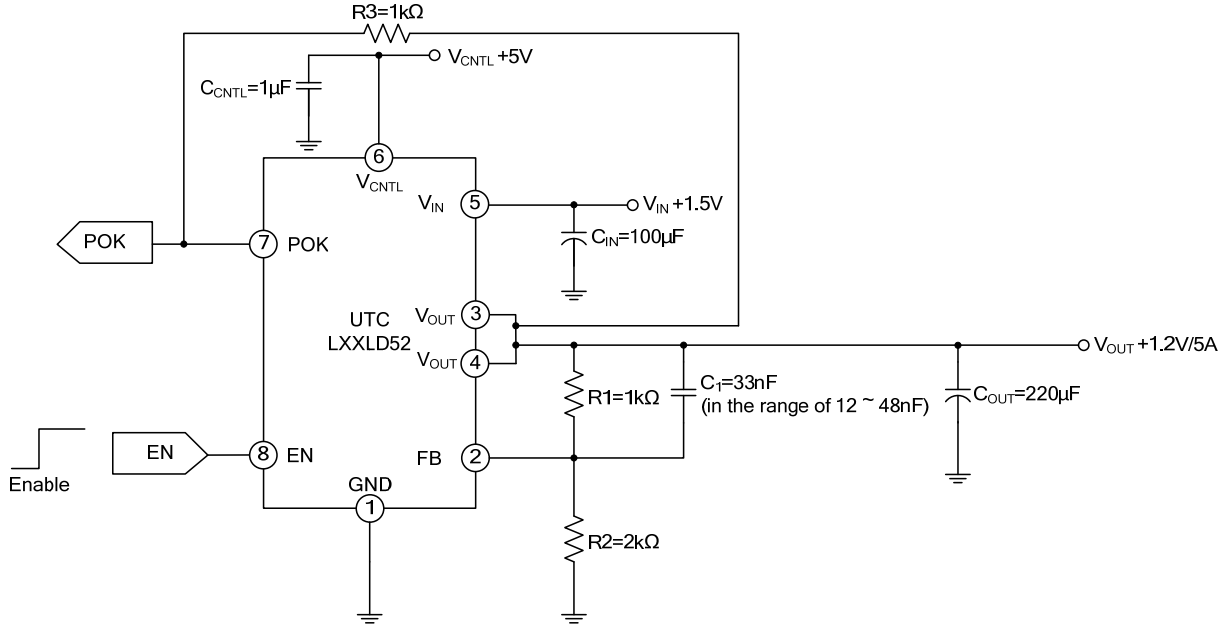 R3=1kΩ
VCNTL +5V
CCNTL=1μF
6
VCNTL
VIN
5
VIN +1.5V
CIN=100μF
POK
7
POK
UTC
LXXLD52
VOUT
3
VOUT
4
VOUT +1.2V/5A
R1=1kΩ
C1=33nF
(in the range of 12 ~ 48nF)
COUT=220μF
Enable
EN
8
EN
FB
2
GND
1
R2=2kΩ